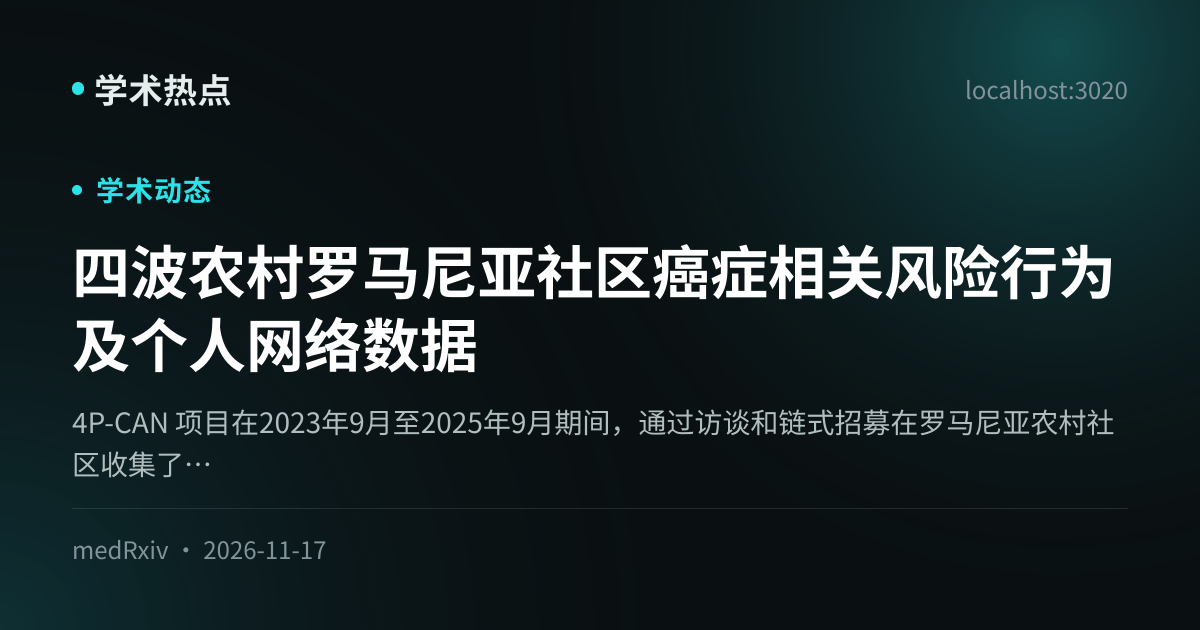 学术热点
localhost:3020
学术动态
四波农村罗马尼亚社区癌症相关风险行为
及个人网络数据
4P-CAN 项目在2023年9月至2025年9月期间，通过访谈和链式招募在罗马尼亚农村社
区收集了…
medRxiv · 2026-11-17